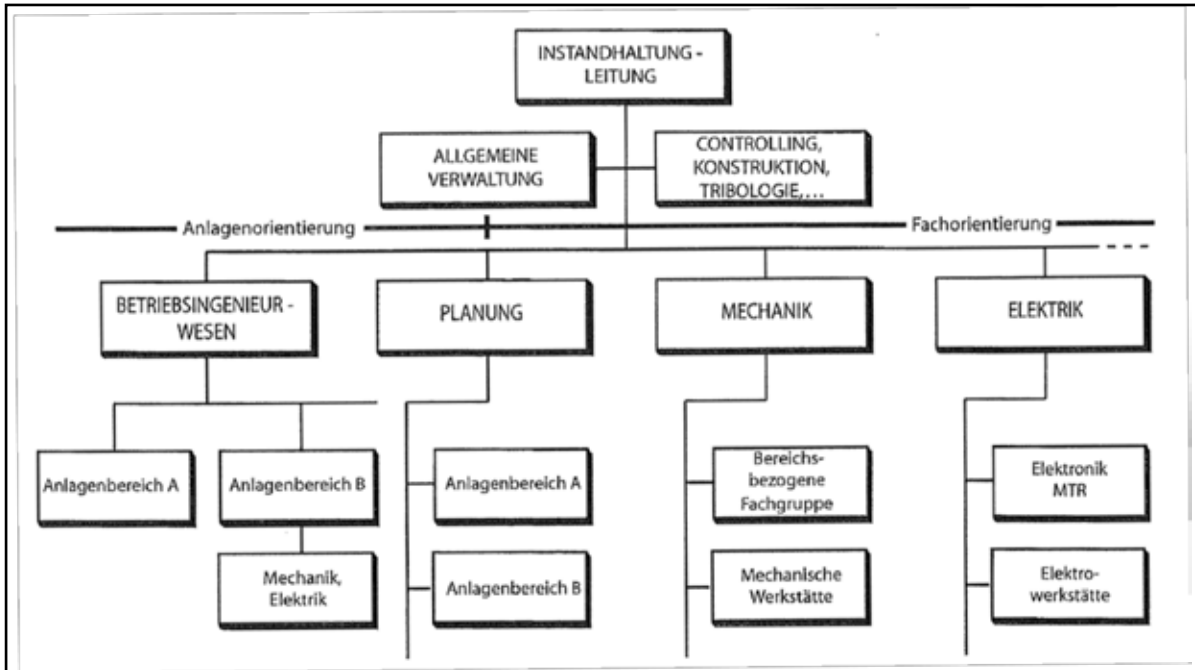 INSTANDHALTUNG -
LEITUNG
ALLGEMEINE
VERWALTUNG
CONTROLLING,
KONSTRUKTION,
TRIBOLOGIE,...
Anlagenorientierung
Fachorientierung
BETRIEBSINGENIEUR -
WESEN
PLANUNG
MECHANIK
ELEKTRIK
Anlagenbereich A
Anlagenbereich B
Mechanik,
Elektrik
Anlagenbereich A
Anlagenbereich B
Bereichs-
bezogene
Fachgruppe
Mechanische
Werkstätte
Elektronik
MTR
Elektro-
werkstätte